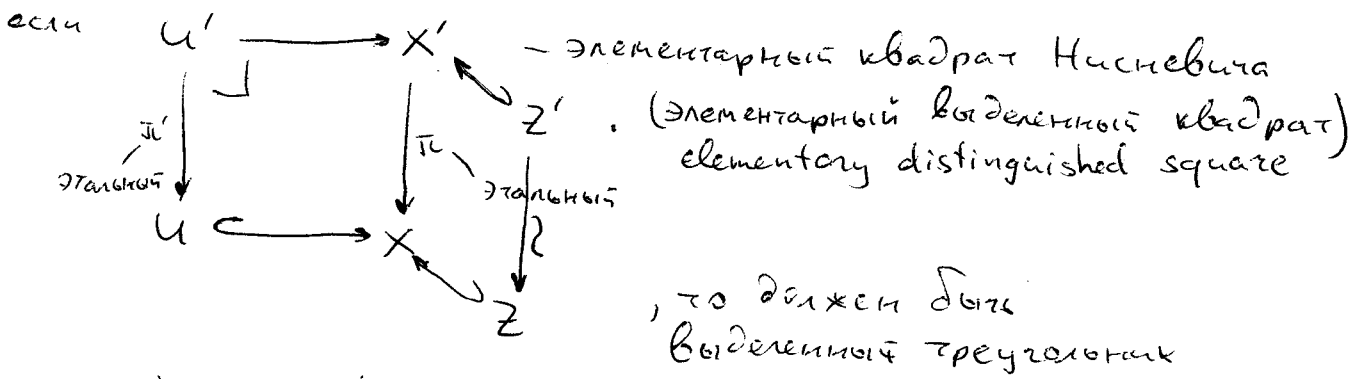 если U' X' – элементарный квадрат Нисневича
Z' . (элементарный выделенный квадрат)
π' π elementary distinguished square
этальный этальный
U X
Z , то должен быть
выделенный треугольник